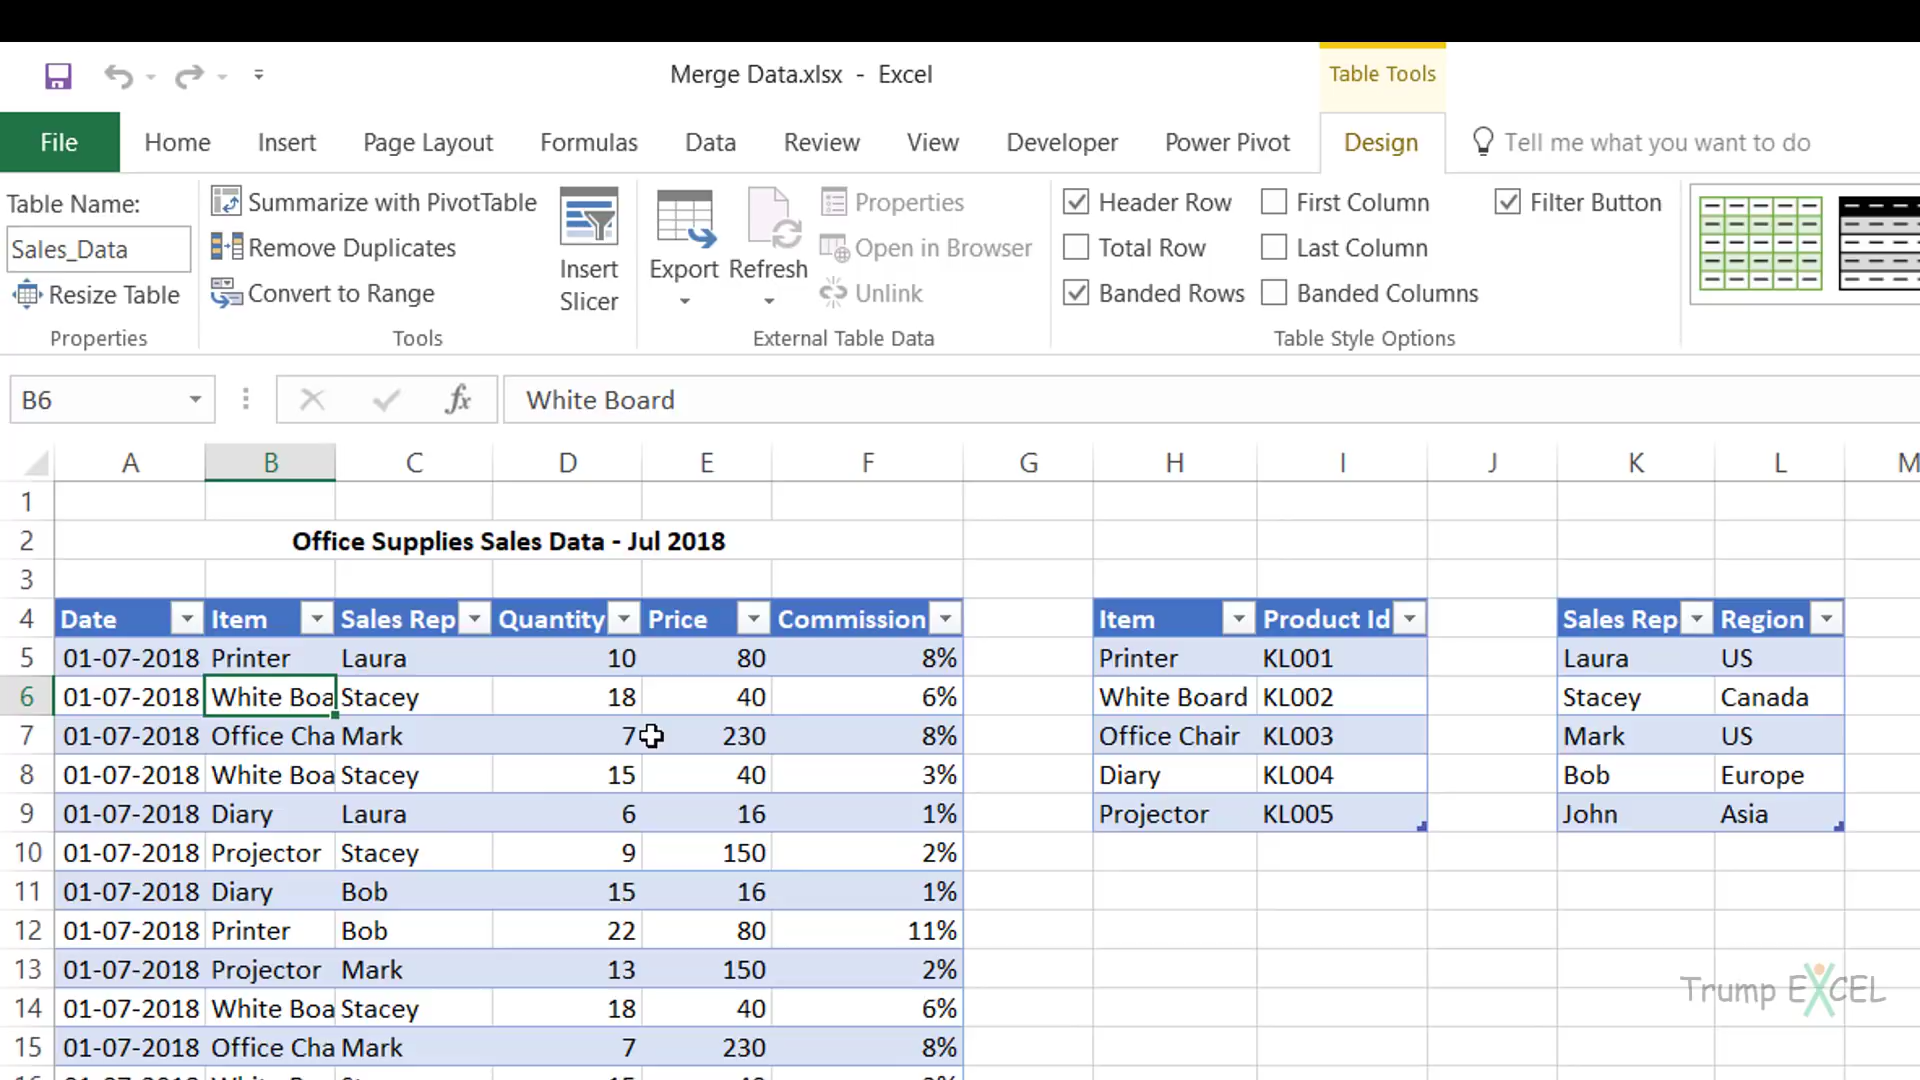 Merge Data.xlsx - Excel
Table Tools
File Home Insert Page Layout Formulas Data Review View Developer Power Pivot Design Tell me what you want to do
Table Name:
Sales_Data
Resize Table
Properties
Summarize with PivotTable
Remove Duplicates
Convert to Range
Tools
Insert
Slicer
Export
Refresh
Properties
Open in Browser
Unlink
External Table Data
Header Row
Total Row
Banded Rows
First Column
Last Column
Banded Columns
Filter Button
Table Style Options
B6 fx White Board
A B C D E F G H I J K L M
1
2 Office Supplies Sales Data - Jul 2018
3
4 Date Item Sales Rep Quantity Price Commission Item Product Id Sales Rep Region
5 01-07-2018 Printer Laura 10 80 8% Printer KL001 Laura US
6 01-07-2018 White Boa Stacey 18 40 6% White Board KL002 Stacey Canada
7 01-07-2018 Office Cha Mark 7 230 8% Office Chair KL003 Mark US
8 01-07-2018 White Boa Stacey 15 40 3% Diary KL004 Bob Europe
9 01-07-2018 Diary Laura 6 16 1% Projector KL005 John Asia
10 01-07-2018 Projector Stacey 9 150 2%
11 01-07-2018 Diary Bob 15 16 1%
12 01-07-2018 Printer Bob 22 80 11%
13 01-07-2018 Projector Mark 13 150 2%
14 01-07-2018 White Boa Stacey 18 40 6%
15 01-07-2018 Office Cha Mark 7 230 8%
Trump EXCEL